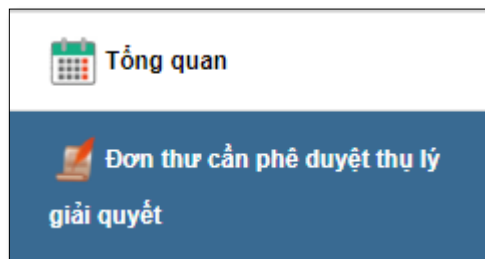 Tổng quan
Đơn thư cần phê duyệt thụ lý
giải quyết